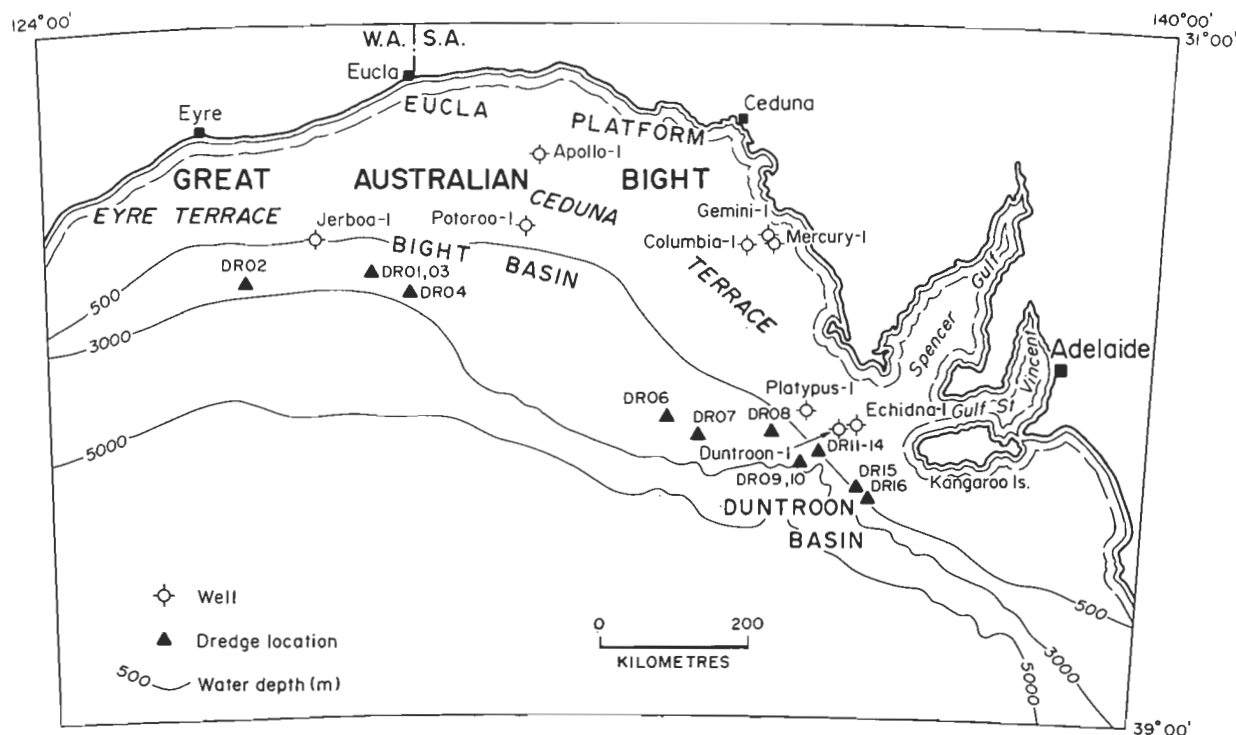 124°00'
140°00'
31°00'
W.A. S.A.
Eucla
Eyre
EUCLA
PLATFORM
Ceduna
Apollo-1
GREAT AUSTRALIAN BIGHT
EYRE TERRACE
CEDUNA
TERRACE
Jerboa-1
Potoroa-1
Gemini-1
Columbia-1
Mercury-1
BIGHT
BASIN
DR02
DR01,03
DR04
500
3000
5000
Spencer
Gulf
Vincent
Gulf St
Adelaide
Platypus-1
Echidna-1
DR06
DR07
DR08
Duntroon-1
DR11-14
DR09,10
DR15
DR16
Kangaroo Is.
DUNTROON
BASIN
Well
Dredge location
500
Water depth (m)
0 200
KILOMETRES
500
3000
5000
39°00'